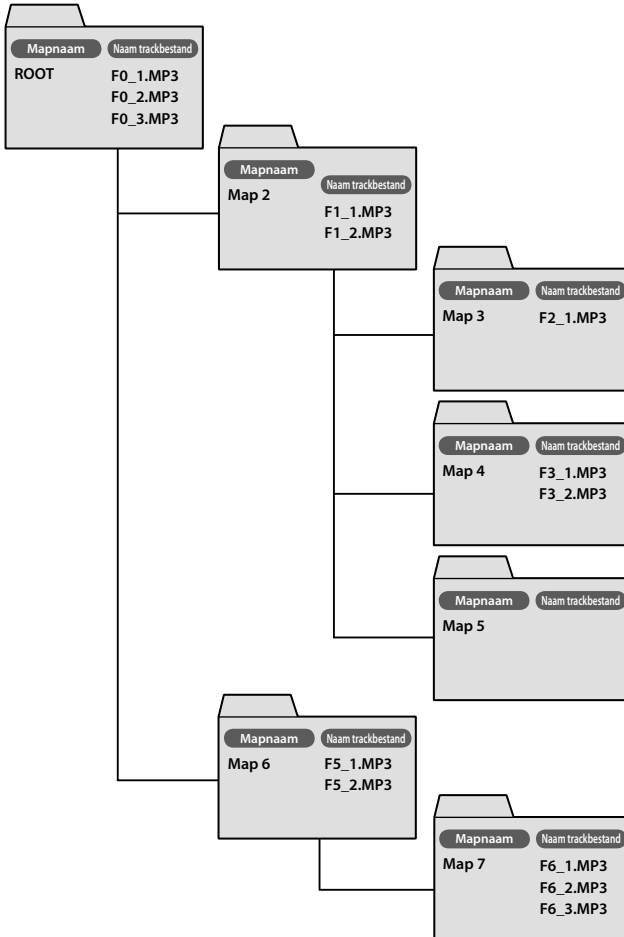 Mapnaam Naam trackbestand
ROOT F0_1.MP3
F0_2.MP3
F0_3.MP3
Mapnaam
Naam trackbestand
Map 2
F1_1.MP3
F1_2.MP3
Mapnaam Naam trackbestand
Map 3 F2_1.MP3
Mapnaam Naam trackbestand
Map 4 F3_1.MP3
F3_2.MP3
Mapnaam Naam trackbestand
Map 5
Mapnaam Naam trackbestand
Map 6 F5_1.MP3
F5_2.MP3
Mapnaam Naam trackbestand
Map 7 F6_1.MP3
F6_2.MP3
F6_3.MP3